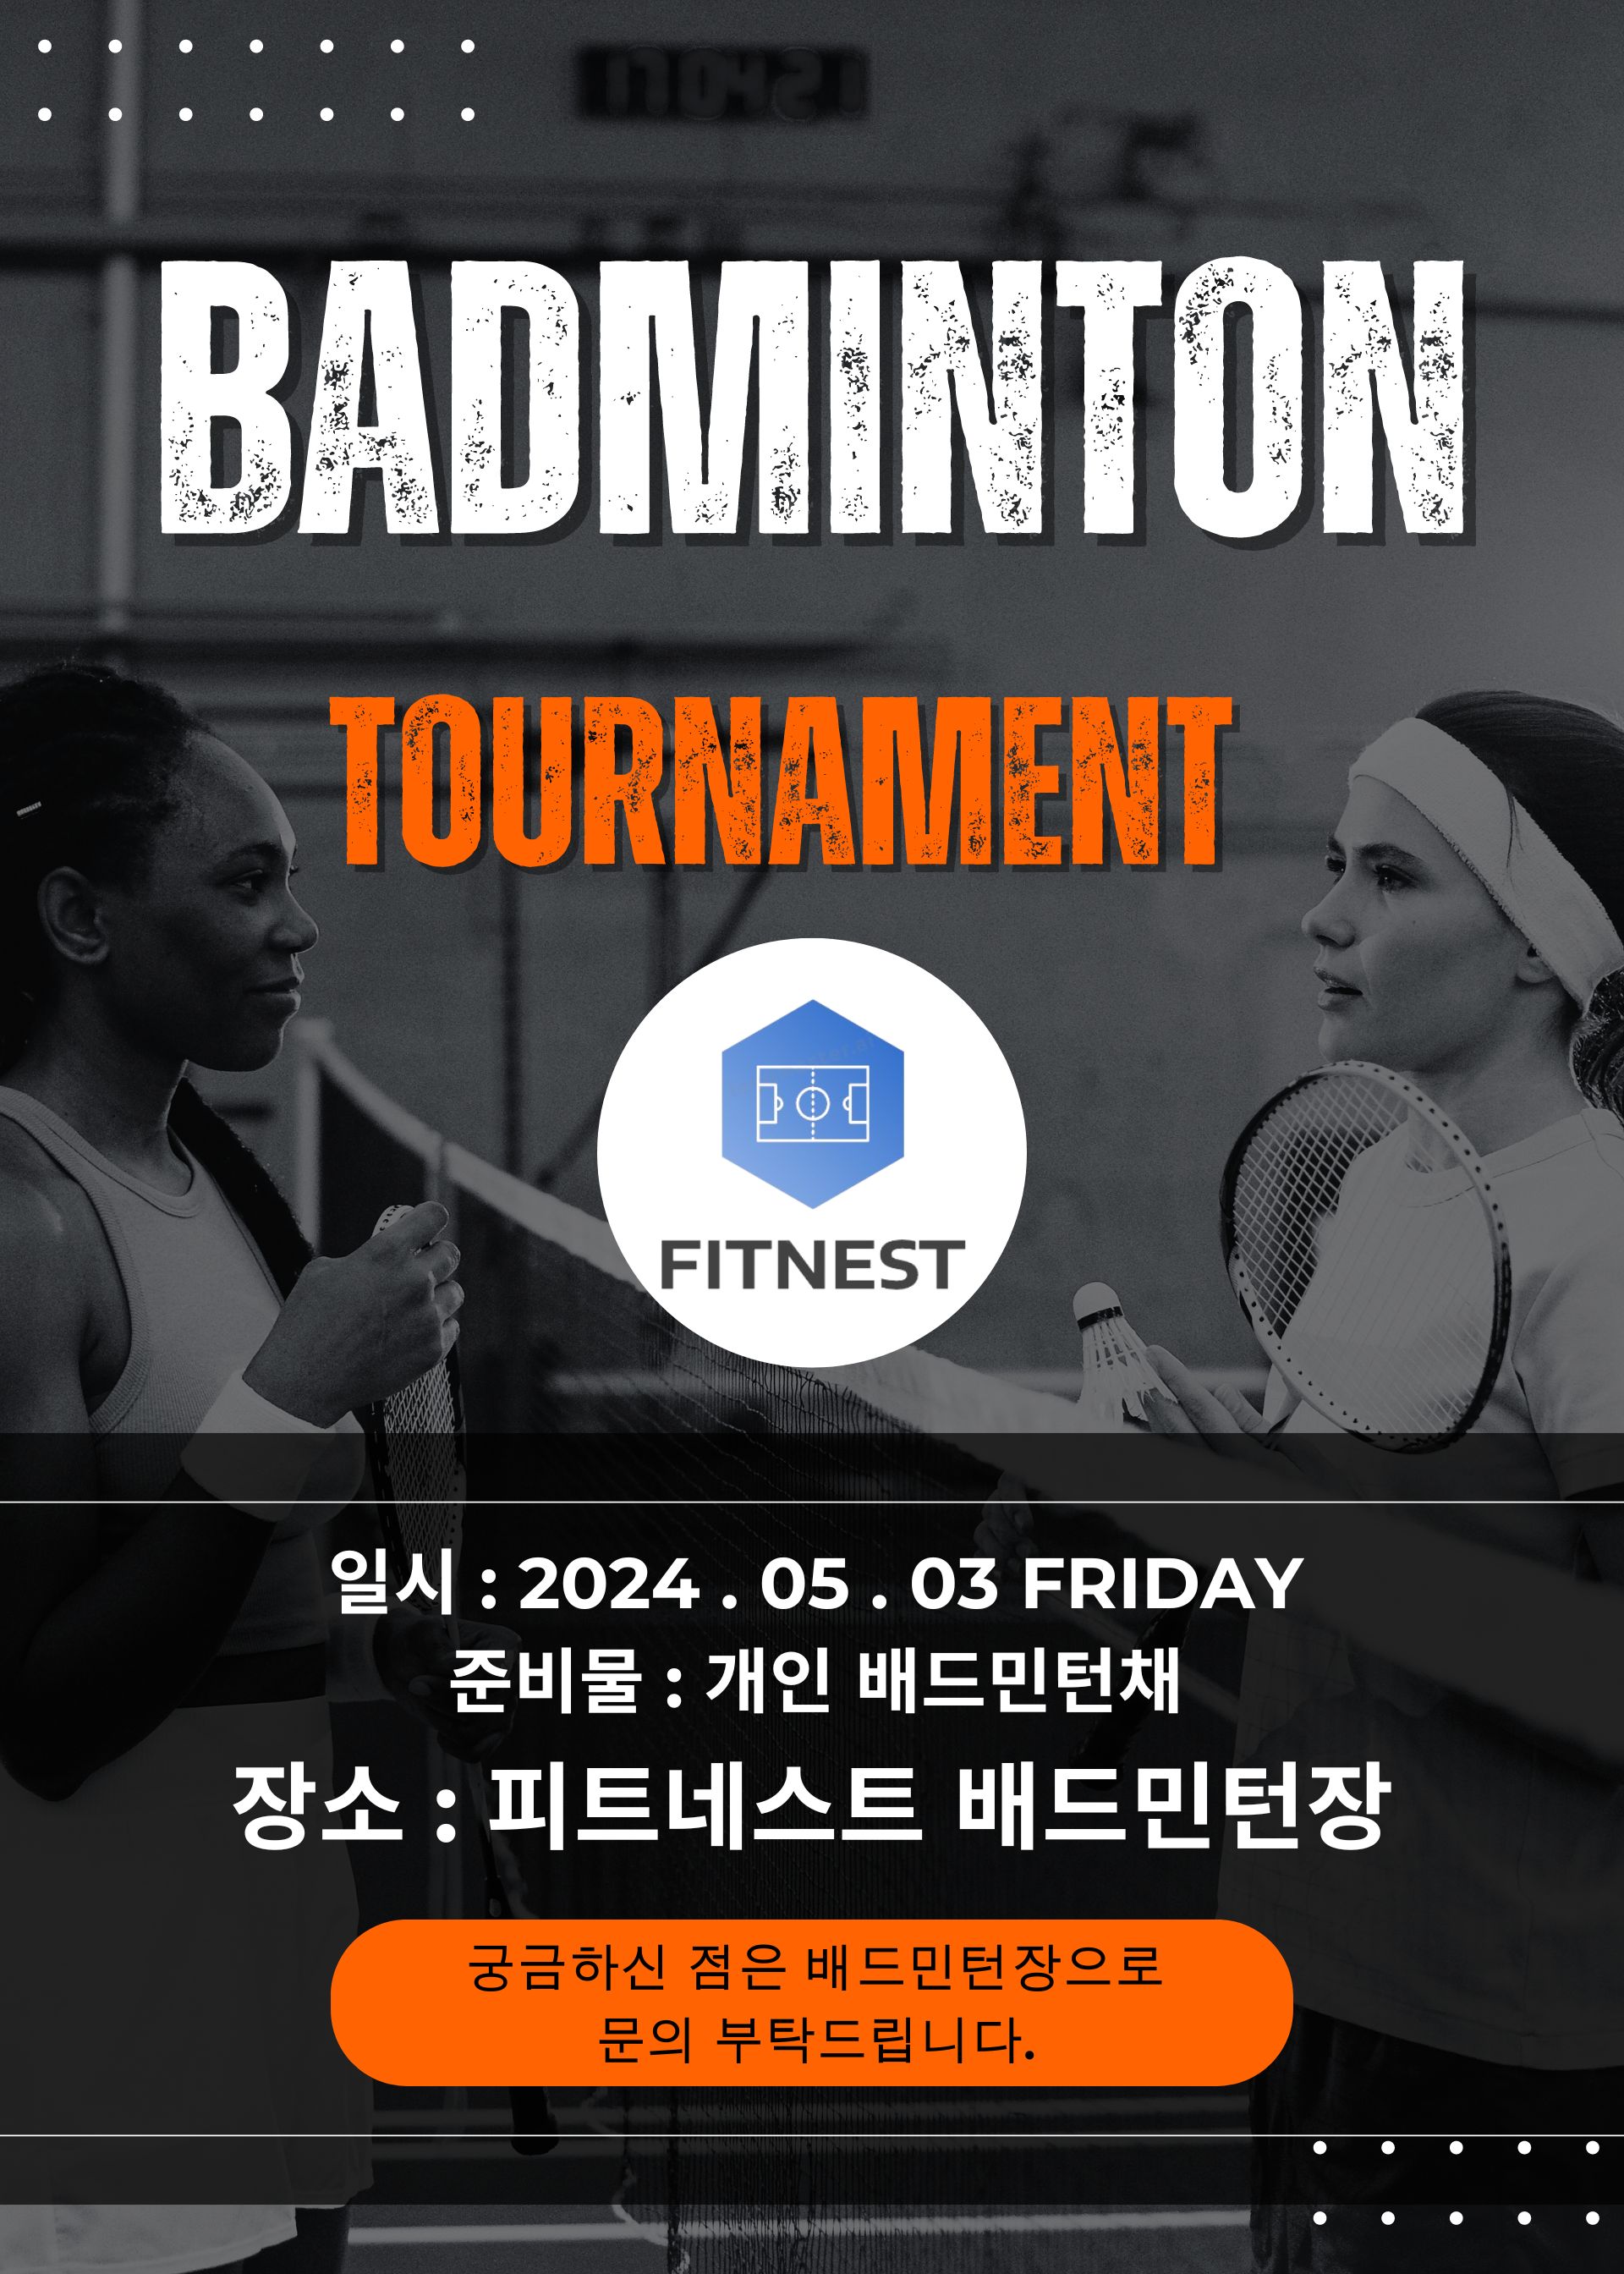 BADMINTON
TOURNAMENT
FITNEST
일시 : 2024 . 05 . 03 FRIDAY
준비물 : 개인 배드민턴채
장소 : 피트네스트 배드민턴장
궁금하신 점은 배드민턴장으로
문의 부탁드립니다.